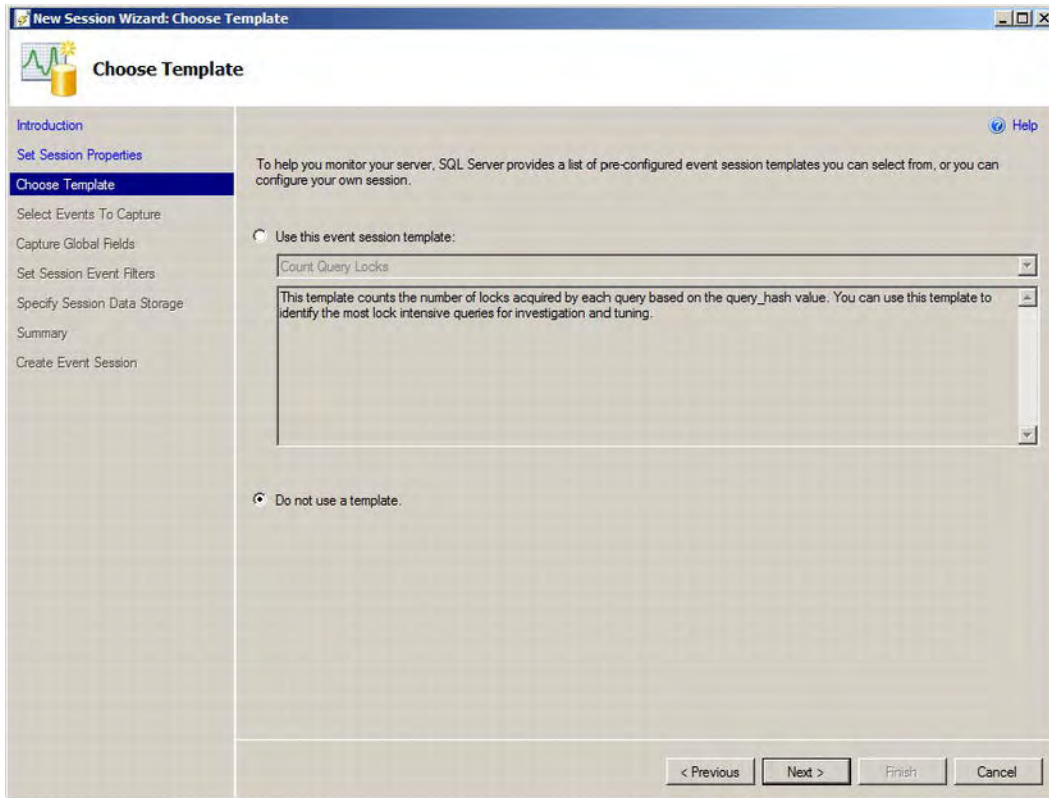 New Session Wizard: Choose Template
Choose Template
Introduction
Set Session Properties
Choose Template
Select Events To Capture
Capture Global Fields
Set Session Event Filters
Specify Session Data Storage
Summary
Create Event Session
Help
To help you monitor your server, SQL Server provides a list of pre-configured event session templates you can select from, or you can
configure your own session.
Use this event session template:
Count Query Locks
This template counts the number of locks acquired by each query based on the query_hash value. You can use this template to
identify the most lock intensive queries for investigation and tuning.
Do not use a template.
< Previous
Next >
Finish
Cancel